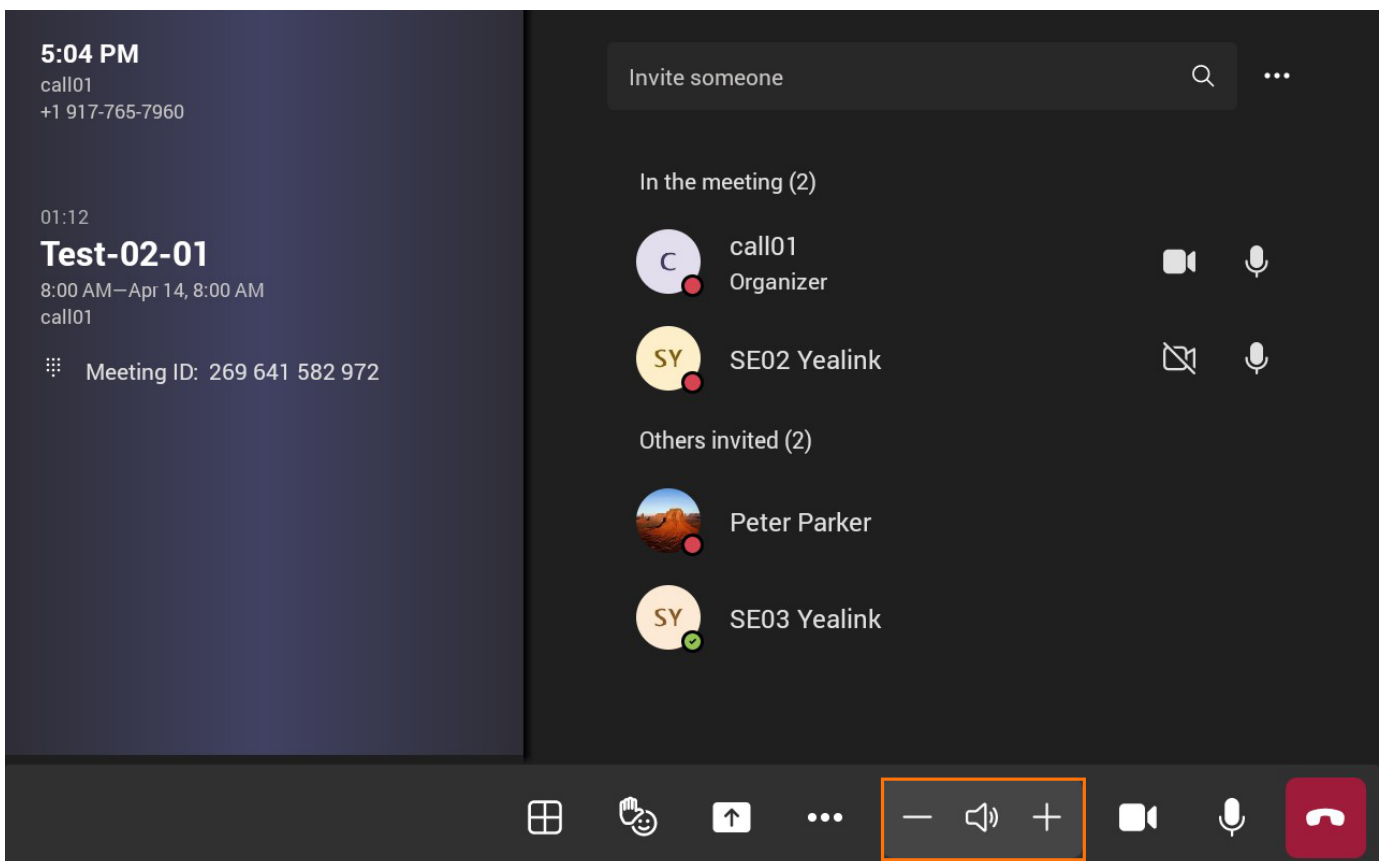 5:04 PM
call01
+1 917-765-7960
01:12
Test-02-01
8:00 AM—Apr 14, 8:00 AM
call01
Meeting ID: 269 641 582 972
Invite someone
In the meeting (2)
C
call01
Organizer
SY
SE02 Yealink
Others invited (2)
Peter Parker
SY
SE03 Yealink